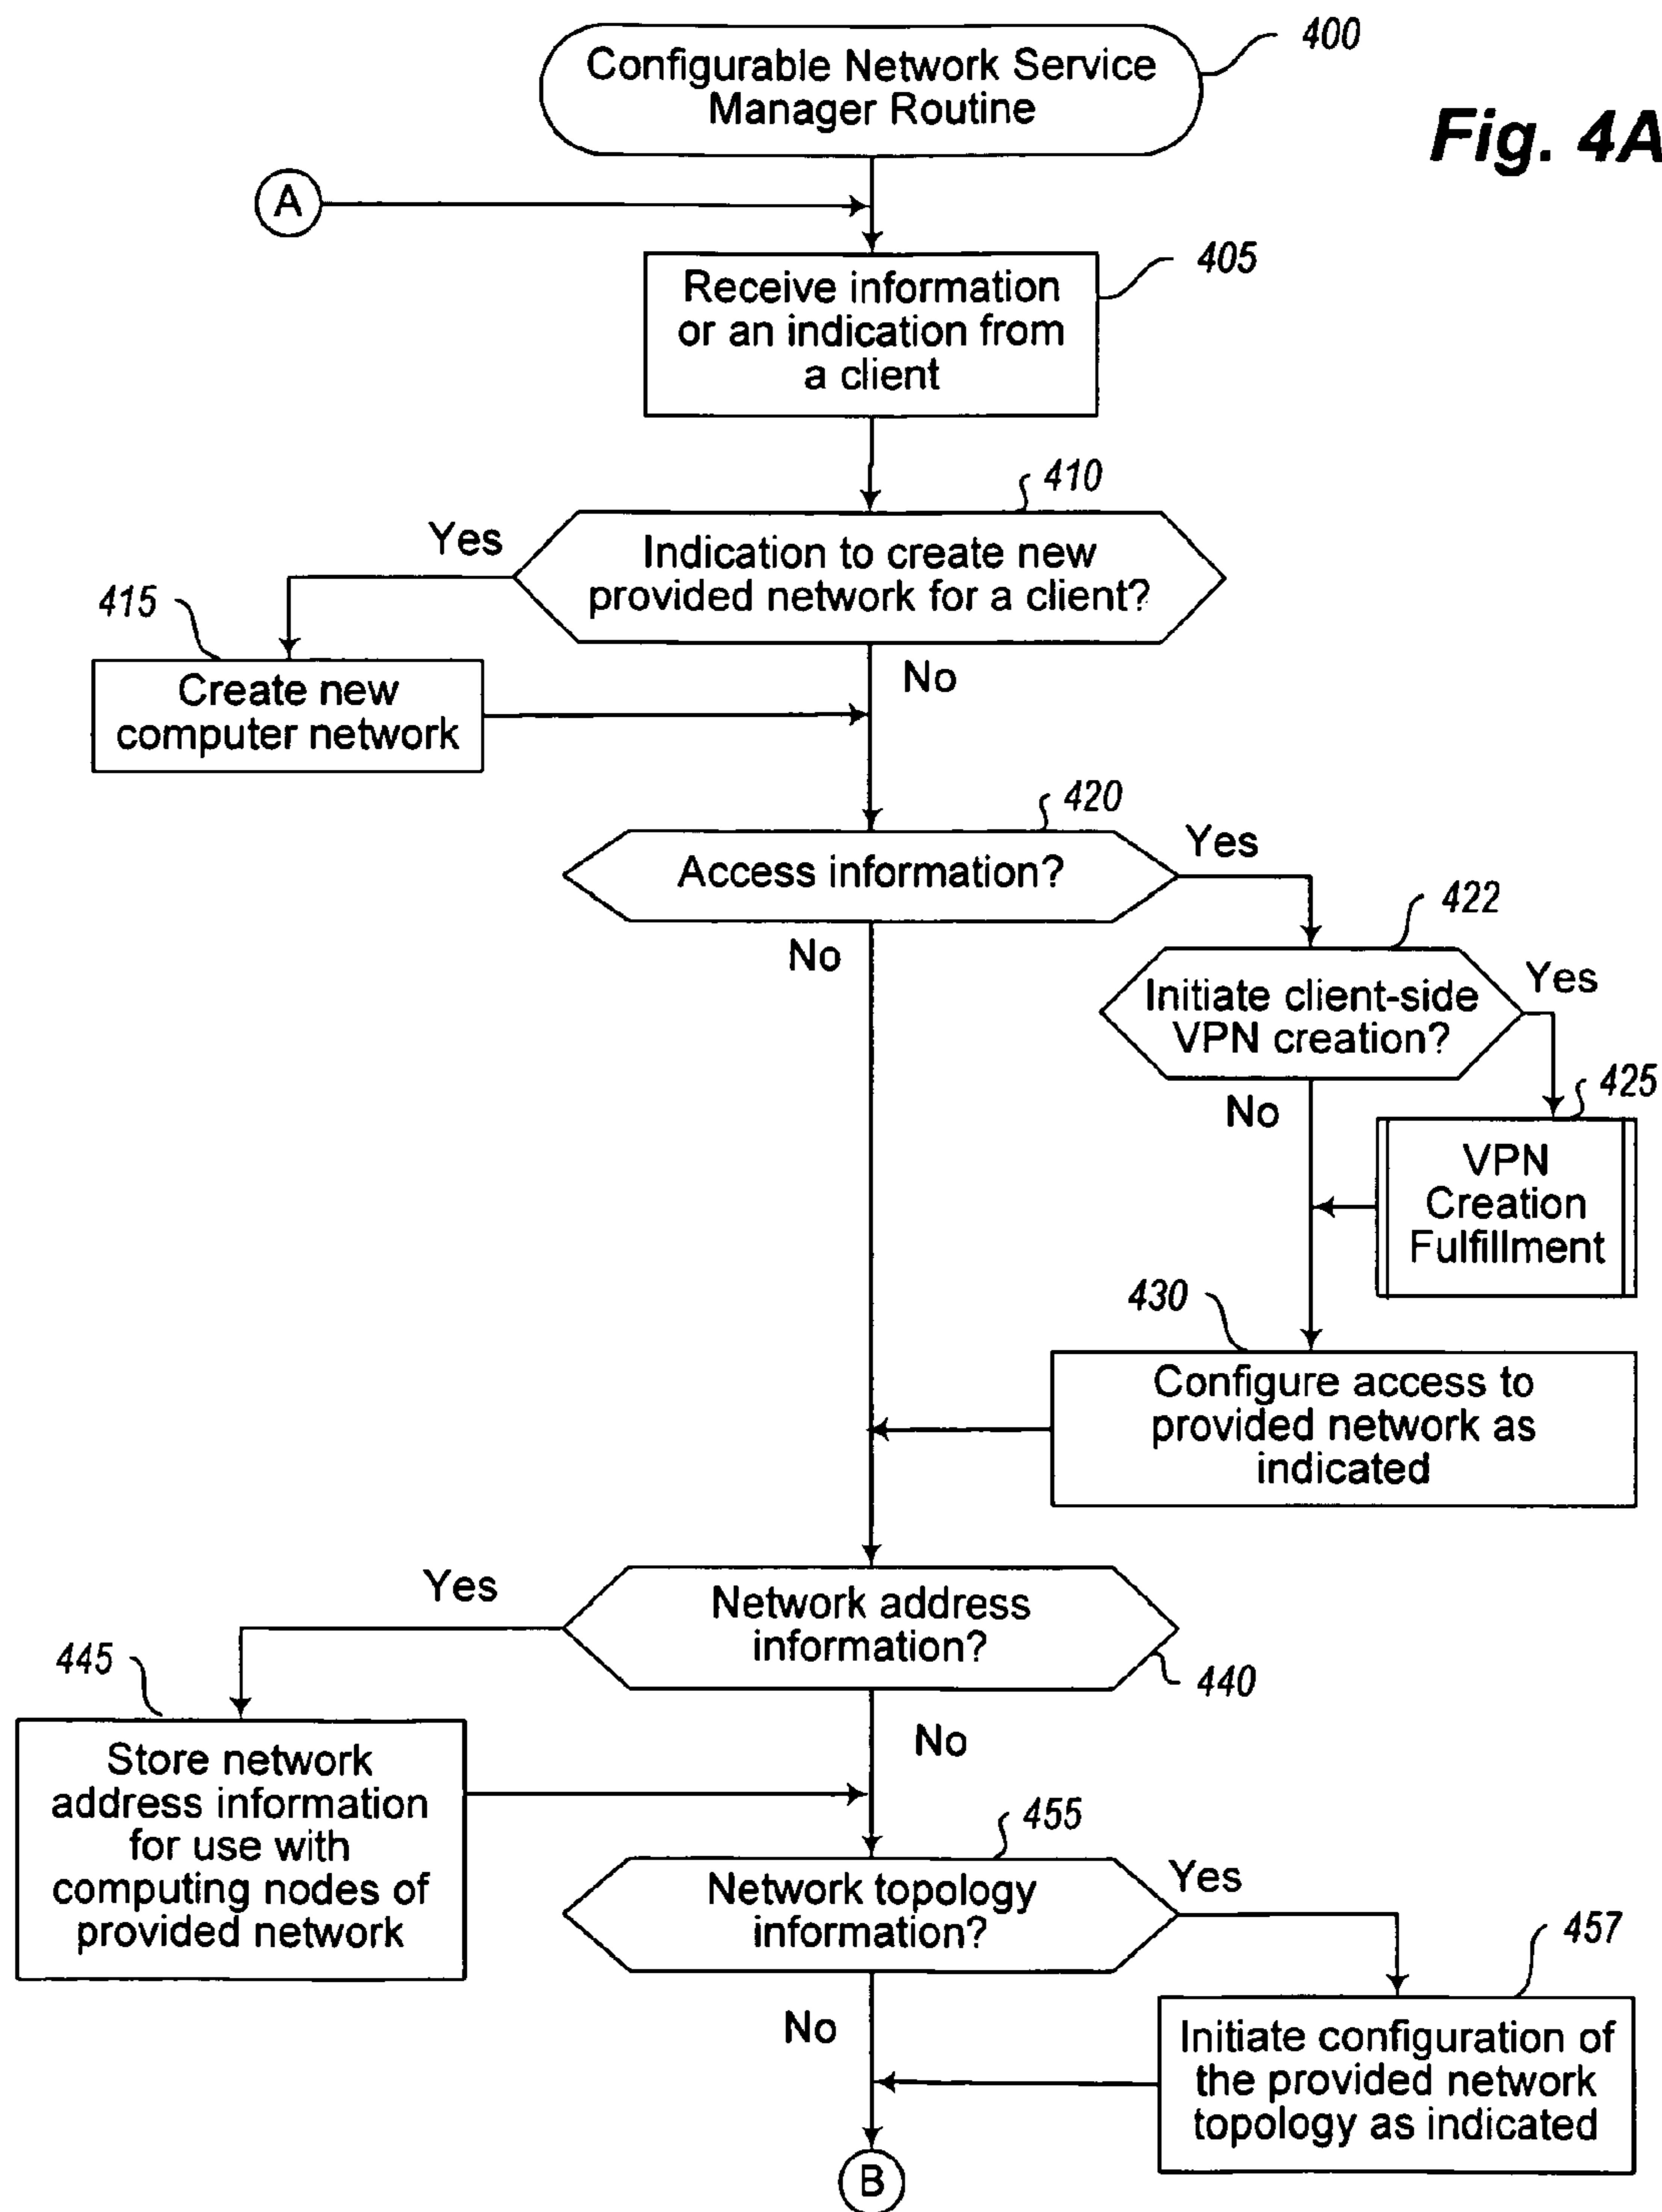 400
Configurable Network Service
Manager Routine
Fig. 4A
A
405
Receive information
or an indication from
a client
410
Yes
Indication to create new
provided network for a client?
415
No
Create new
computer network
420
Access information?
Yes
422
No
Initiate client-side
VPN creation?
Yes
425
No
VPN
Creation
Fulfillment
430
Configure access to
provided network as
indicated
Yes
Network address
information?
445
440
No
Store network
address information
for use with
computing nodes of
provided network
455
Network topology
information?
Yes
457
No
Initiate configuration of
the provided network
topology as indicated
B